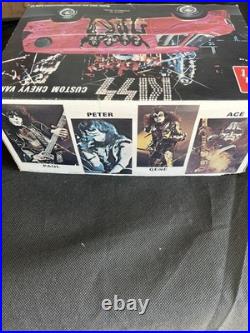 KISS
CUSTOM CHEVY VAN
PETER
ACE
PAUL
GENE